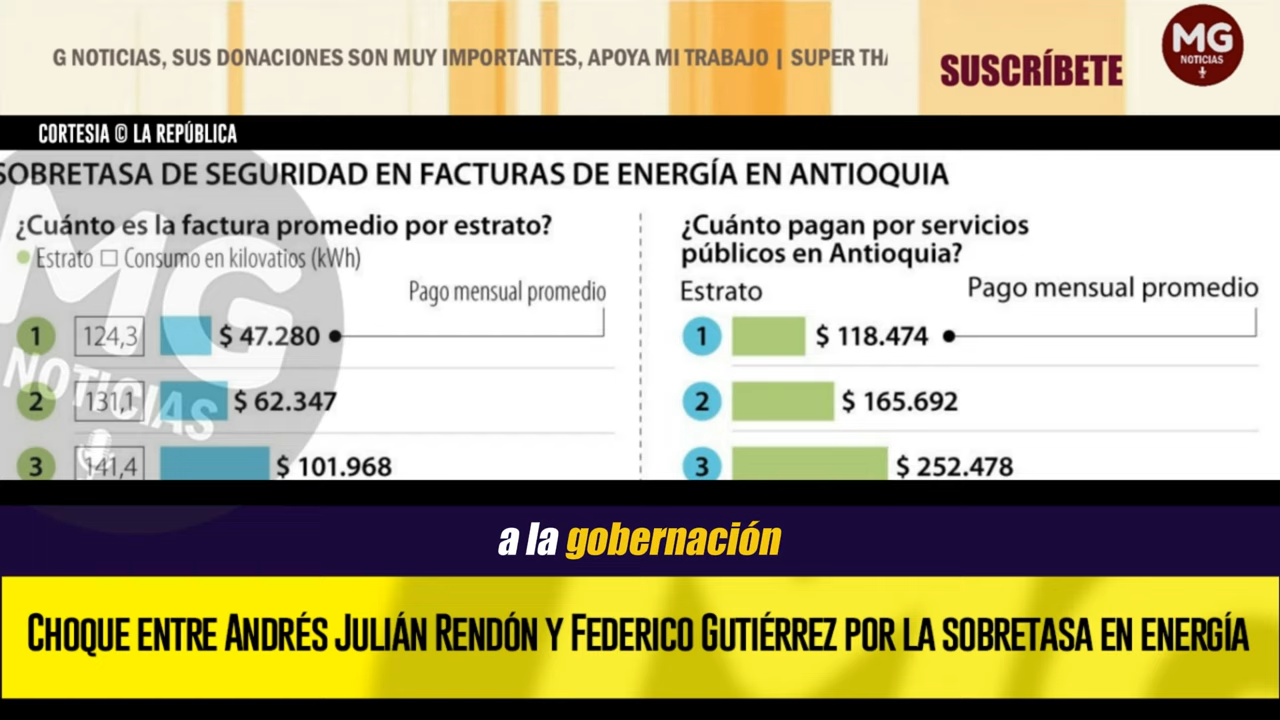 G NOTICIAS, SUS DONACIONES SON MUY IMPORTANTES, APOYA MI TRABAJO | SUPER
SUSCRÍBETE
MG
NOTICIAS
CORTESIA © LA REPÚBLICA
SOBRETASA DE SEGURIDAD EN FACTURAS DE ENERGÍA EN ANTIOQUIA
¿Cuánto es la factura promedio por estrato?
Estrato Consumo en kilovatios (kWh)
Pago mensual promedio
1 124,3 $ 47.280
2 131,1 $ 62.347
3 141,4 $ 101.968
¿Cuánto pagan por servicios
públicos en Antioquia?
Estrato Pago mensual promedio
1 $ 118.474
2 $ 165.692
3 $ 252.478
MG
NOTICIAS
a la gobernación
CHOQUE ENTRE ANDRÉS JULIÁN RENDÓN Y FEDERICO GUTIÉRREZ POR LA SOBRETASA EN ENERGÍA